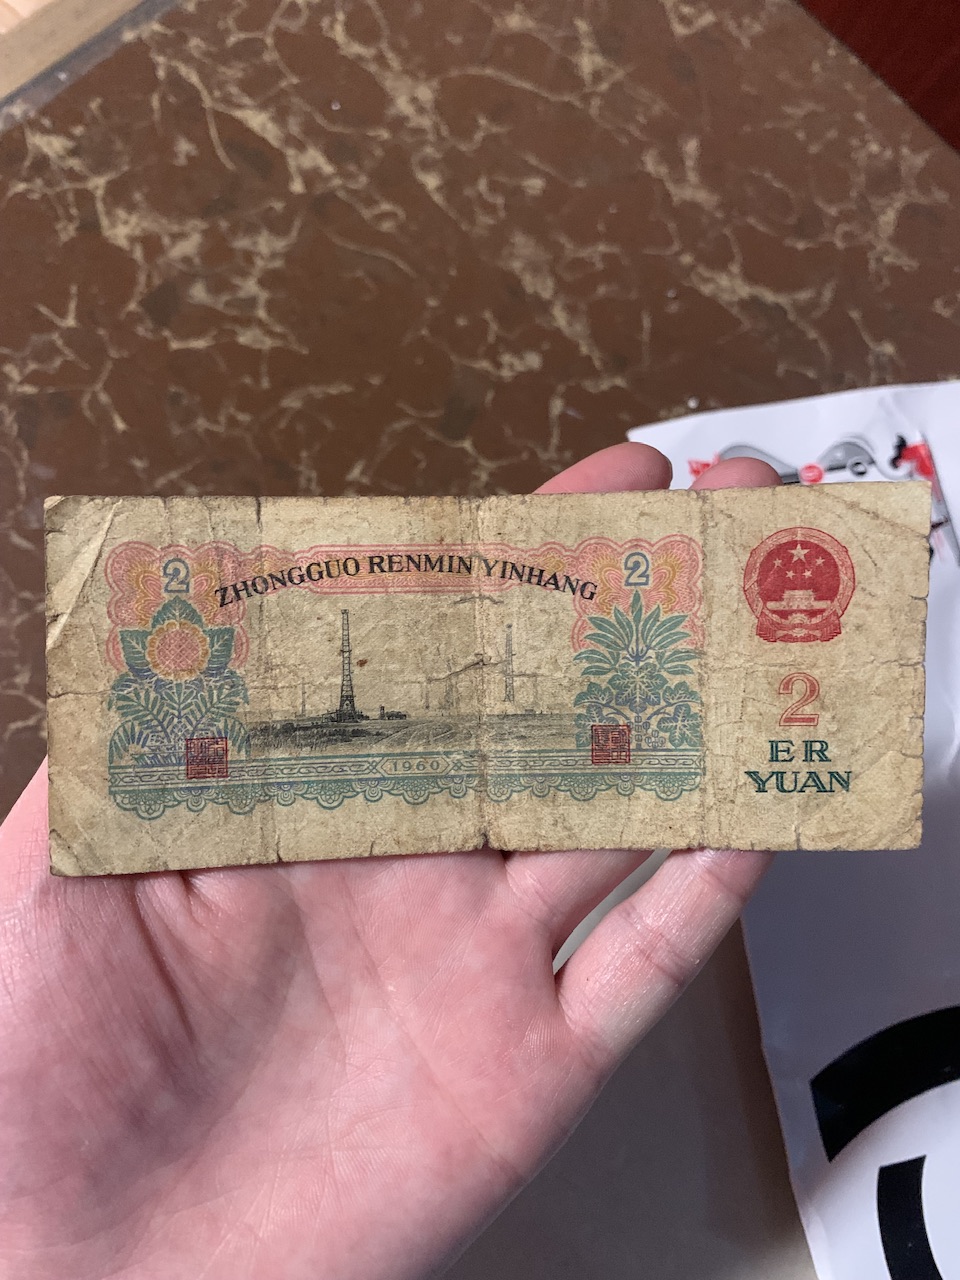 2
2
ZHONGGUO RENMIN YINHANG
1960
2
ER
YUAN